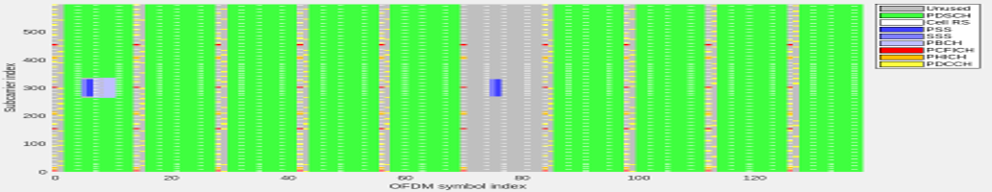 500
400
300
200
100
0
Subcarrier index
0 20 40 60 80 100 120
OFDM symbol index
Unused
PDSCH
Cell RS
PSS
SSS
PBCH
PCFICH
PHICH
PDCCH